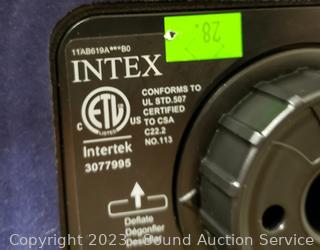 11AB619A***B0
28.
INTEX
CONFORMS TO
UL STD.507
CERTIFIED
TO CSA
C22.2
NO.113
ETL
C US
Intertek
3077995
Deflate
Dégonfler
Copyright 2023 Bound Auction Service